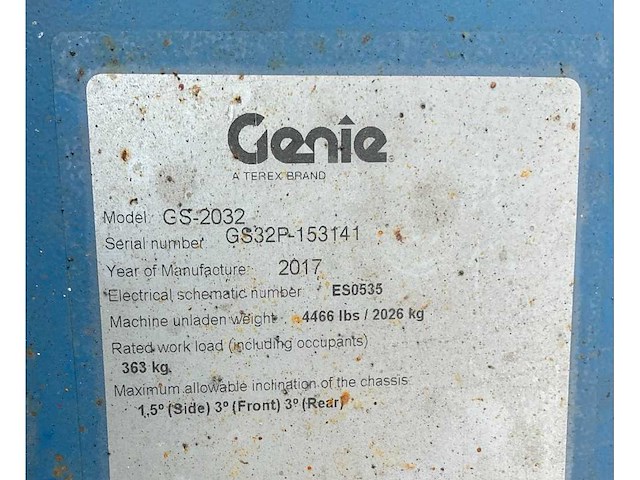 Genie
A TEREX BRAND
Model: GS-2032
Serial number GS32P-153141
Year of Manufacture: 2017
Electrical schematic number ES0535
Machine unladen weight 4466 lbs / 2026 kg
Rated work load (including occupants)
363 kg
Maximum allowable inclination of the chassis
1,5º (Side) 3º (Front) 3º (Rear)